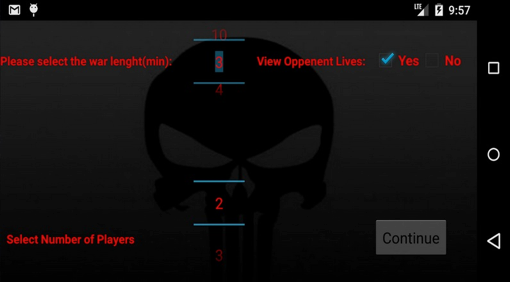 LTE 9:57
10
Please select the war lenght(min): 3 View Oppenent Lives: Yes No
4
2
Select Number of Players Continue
3